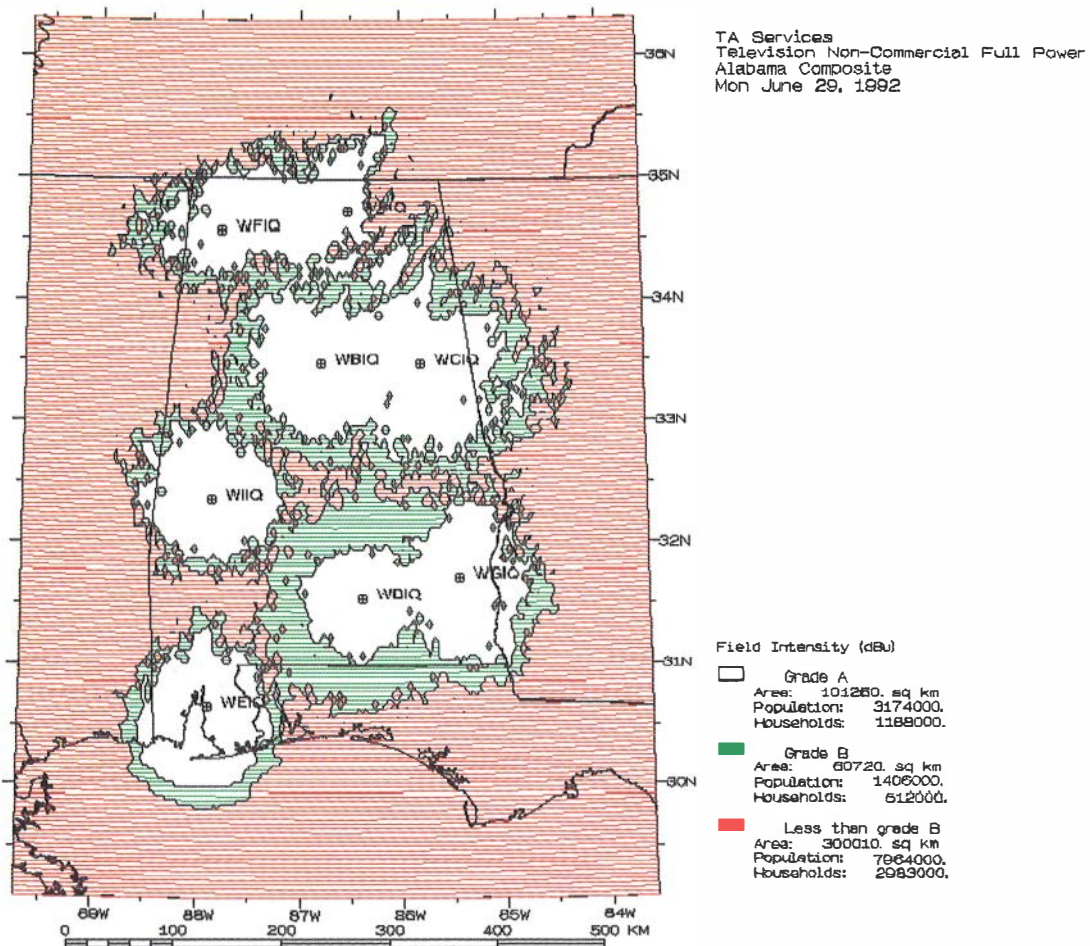 TA Services
Television Non-Commercial Full Power
Alabama Composite
Mon June 29, 1992
36N
35N
34N
33N
32N
31N
30N
WFIQ
WBIQ
WCIQ
WIIQ
WGIQ
WDIQ
WEIQ
Field Intensity (dBu)
Grade A
Area: 101260. sq km
Population: 3174000.
Households: 1188000.
Grade B
Area: 60720. sq km
Population: 1406000.
Households: 512000.
Less than grade B
Area: 300010. sq km
Population: 7964000.
Households: 2983000.
89W 88W 87W 86W 85W 84W
0 100 200 300 400 500 KM